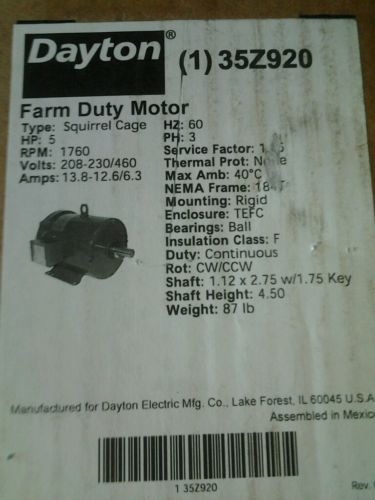 Dayton®
(1) 35Z920
Farm Duty Motor
Type: Squirrel Cage
HP: 5
RPM: 1760
Volts: 208-230/460
Amps: 13.8-12.6/6.3
HZ: 60
PH: 3
Service Factor:
Thermal Prot: None
Max Amb: 40°C
NEMA Frame: 184T
Mounting: Rigid
Enclosure: TEFC
Bearings: Ball
Insulation Class: F
Duty: Continuous
Rot: CW/CCW
Shaft: 1.12 x 2.75 w/1.75 Key
Shaft Height: 4.50
Weight: 87 lb
Manufactured for Dayton Electric Mfg. Co., Lake Forest, IL 60045 U.S.A
Assembled in Mexico
1 35Z920
Rev.